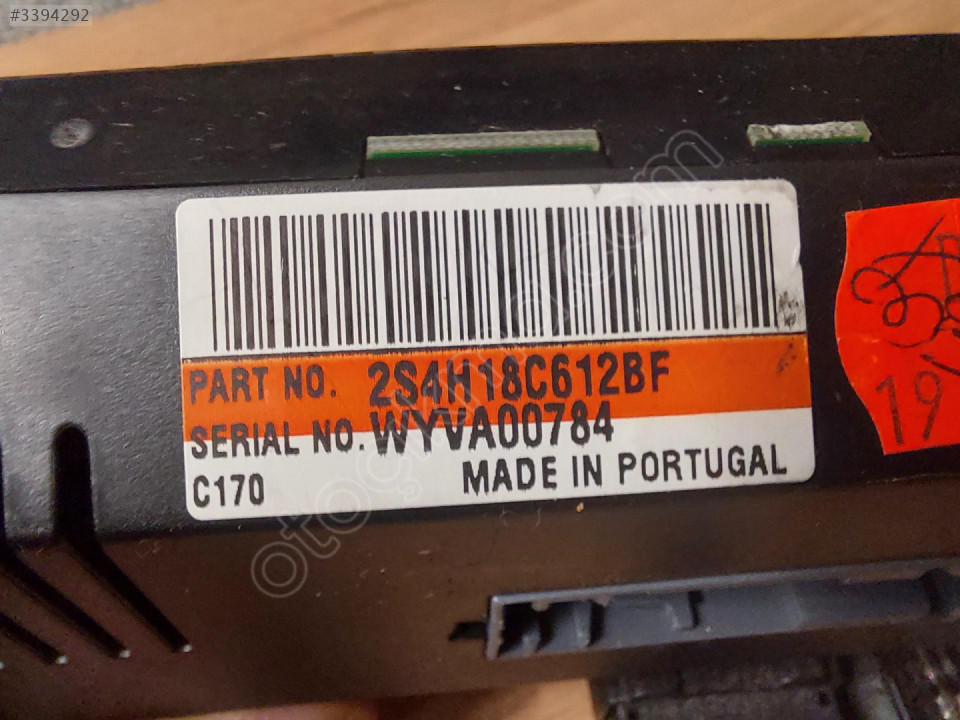 #3394292
PART NO. 2S4H18C612BF
SERIAL NO. WYVA00784
C170 MADE IN PORTUGAL
19